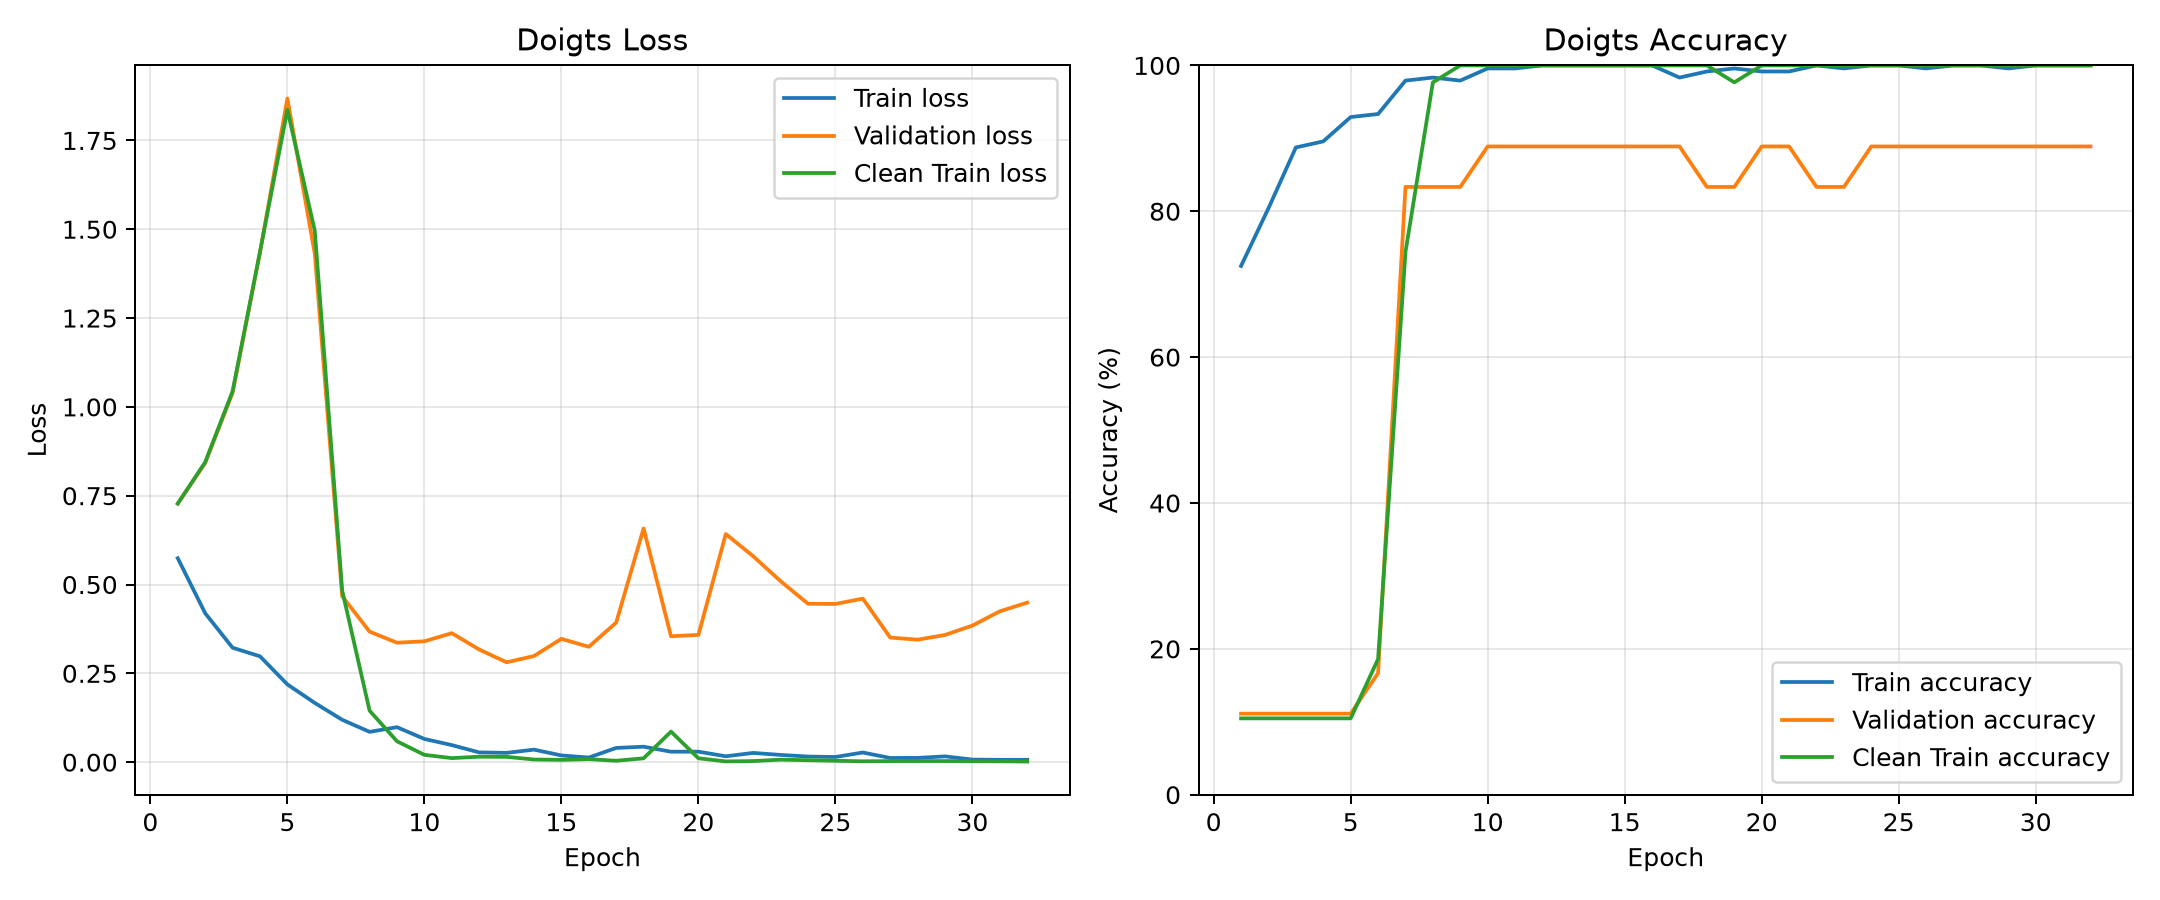 Doigts Loss
Train loss
Validation loss
Clean Train loss
1.75
1.50
1.25
1.00
0.75
0.50
0.25
0.00
Loss
0 5 10 15 20 25 30
Epoch
Doigts Accuracy
100
80
60
40
20
0
Accuracy (%)
Train accuracy
Validation accuracy
Clean Train accuracy
0 5 10 15 20 25 30
Epoch